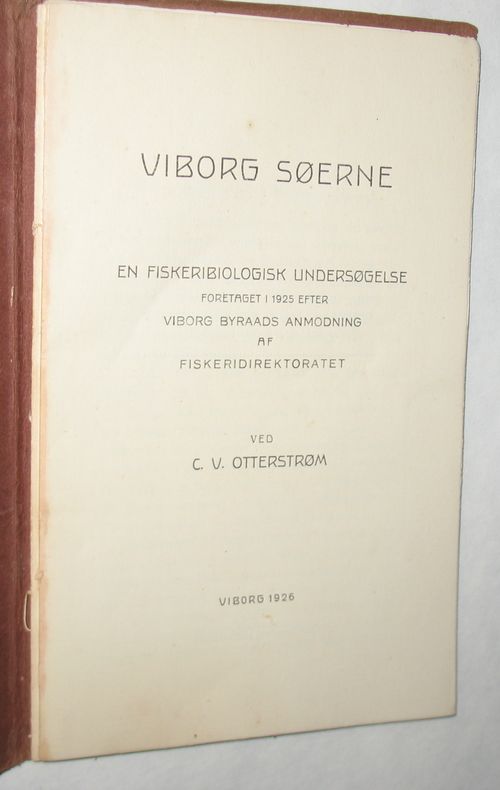 VIBORG SØERNE
EN FISKERIBIOLOGISK UNDERSØGELSE
FORETAGET I 1925 EFTER
VIBORG BYRAADS ANMODNING
AF
FISKERIDIREKTORATET
VED
C. V. OTTERSTRØM
VIBORG 1926